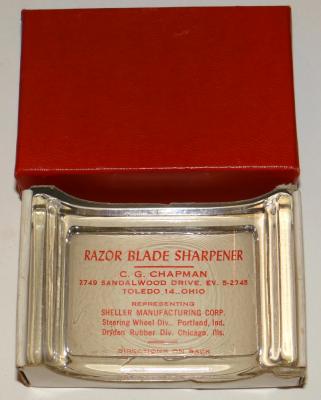 RAZOR BLADE SHARPENER
C. G. CHAPMAN
2749 SANDALWOOD DRIVE, EV. 5-2745
TOLEDO 14, OHIO
REPRESENTING
SHELLER MANUFACTURING CORP.
Steering Wheel Div., Portland, Ind.
Dryden Rubber Div. Chicago, Ills.
DIRECTIONS ON BACK